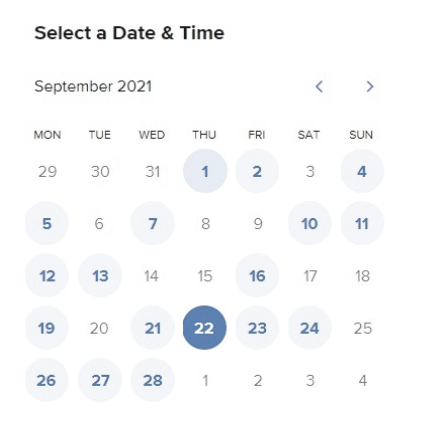 Select a Date & Time
September 2021
MON TUE WED THU FRI SAT SUN
29 30 31 1 2 3 4
5 6 7 8 9 10 11
12 13 14 15 16 17 18
19 20 21 22 23 24 25
26 27 28 1 2 3 4